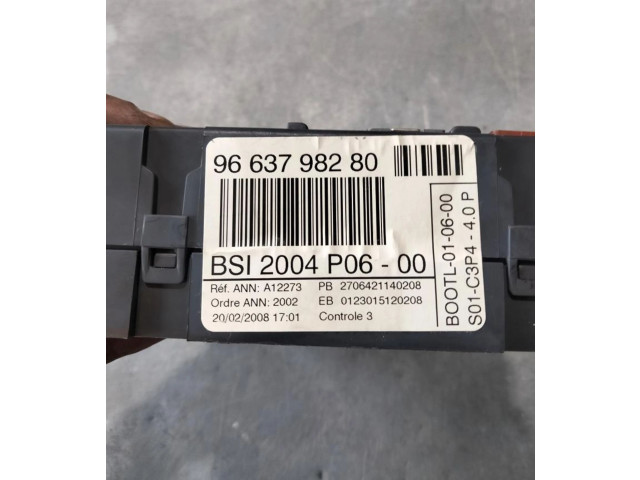 96 637 982 80
BSI 2004 P06 - 00
Réf. ANN: A12273 PB 2706421140208
Ordre ANN: 2002 EB 0123015120208
20/02/2008 17:01 Controle 3
BOOTL-01-06-00
S01-C3P4 - 4.0 P